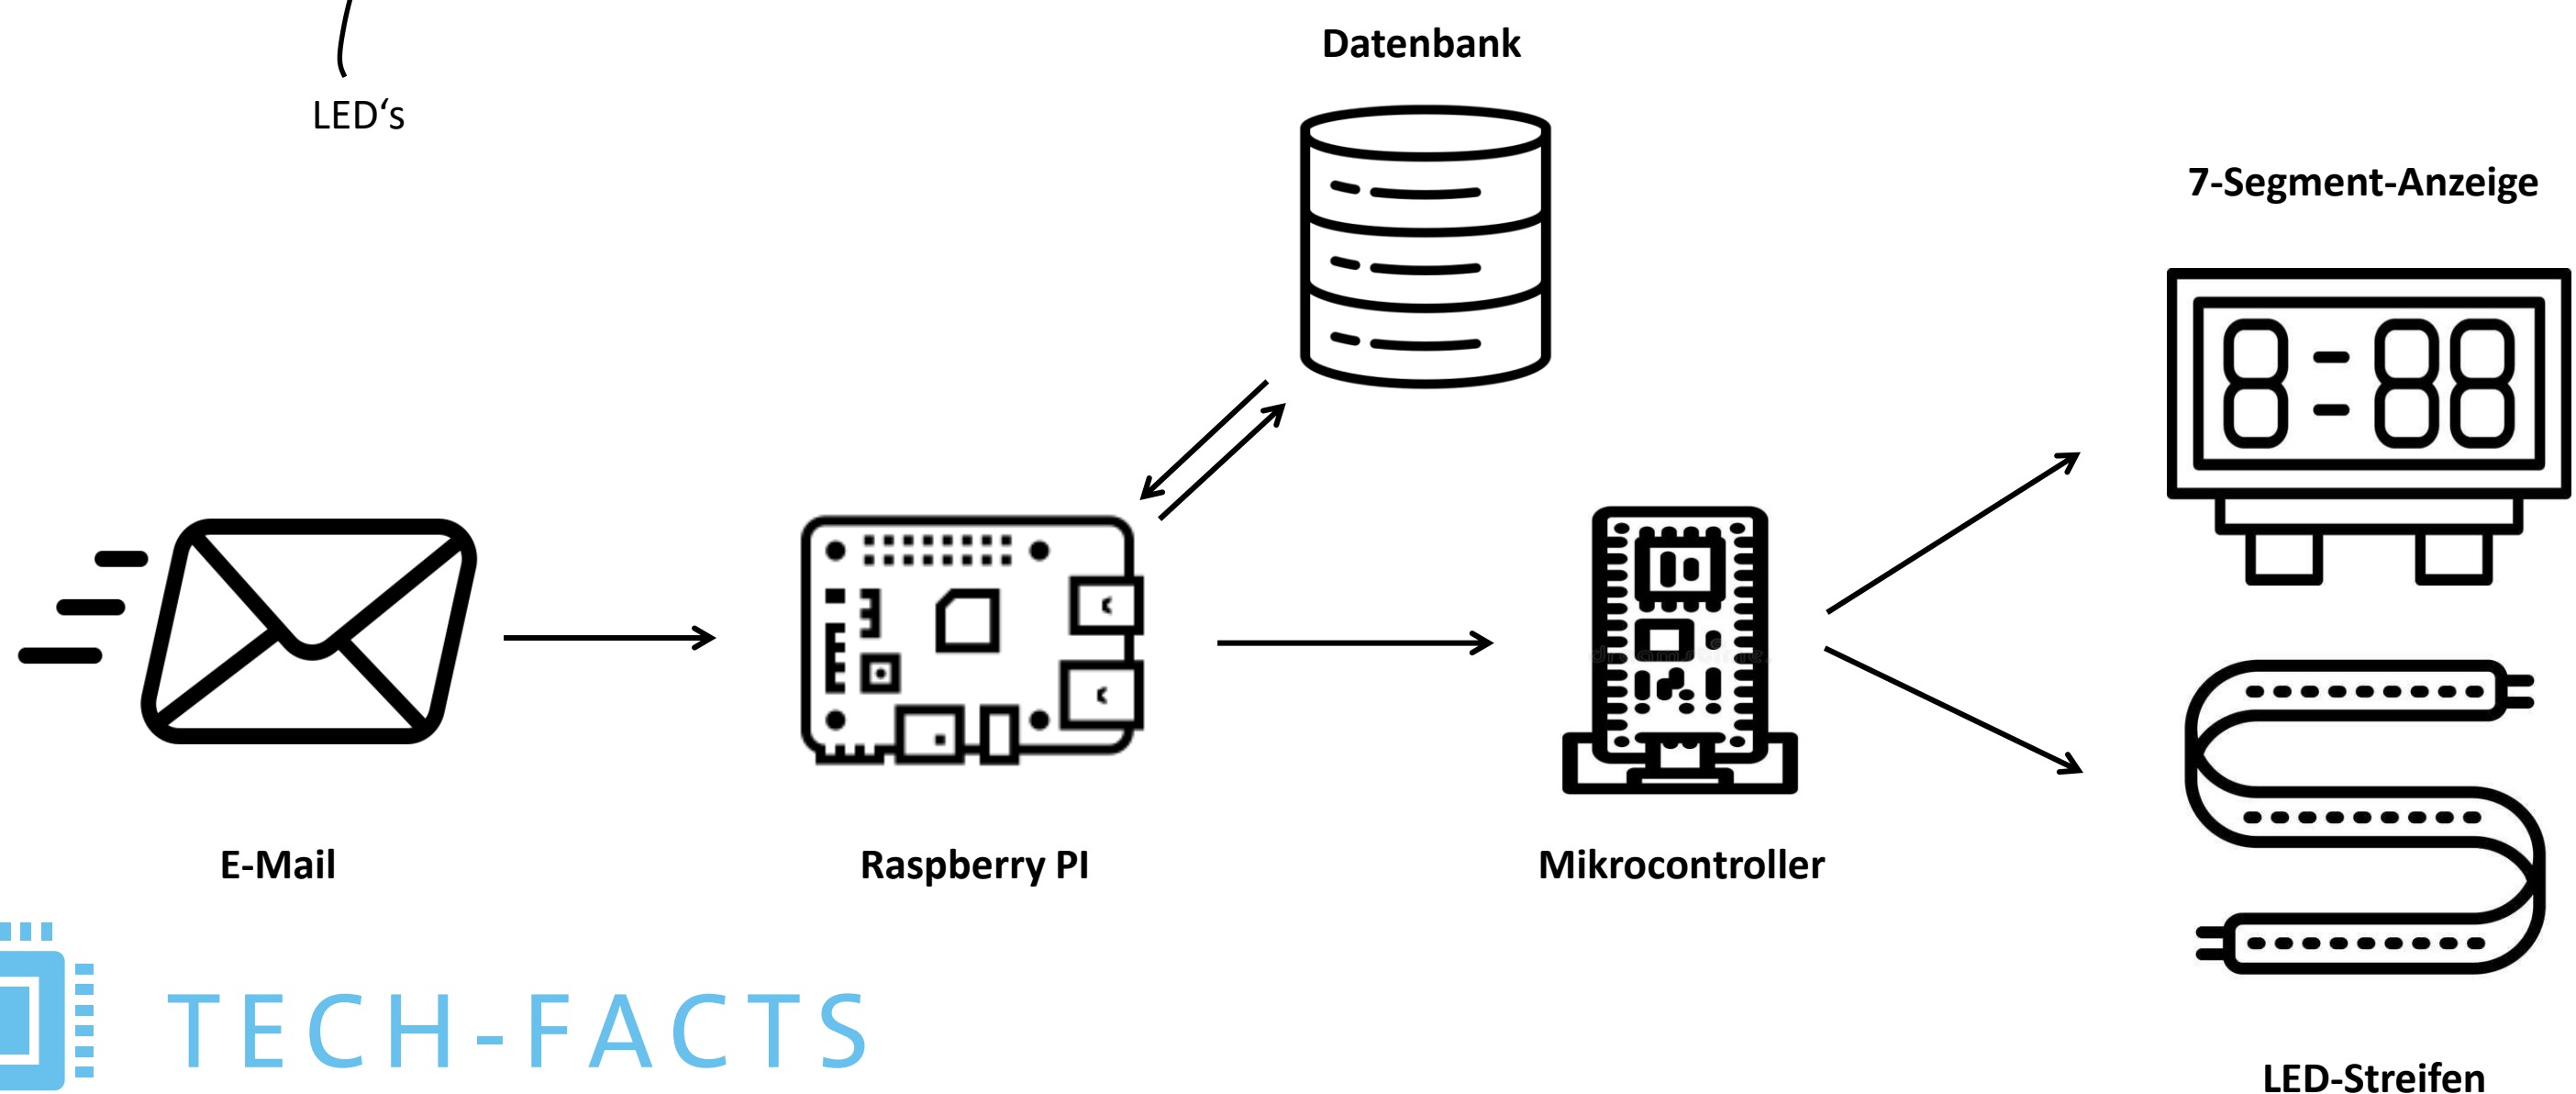 LED‘s
Datenbank
7-Segment-Anzeige
E-Mail
Raspberry PI
Mikrocontroller
LED-Streifen
TECH-FACTS